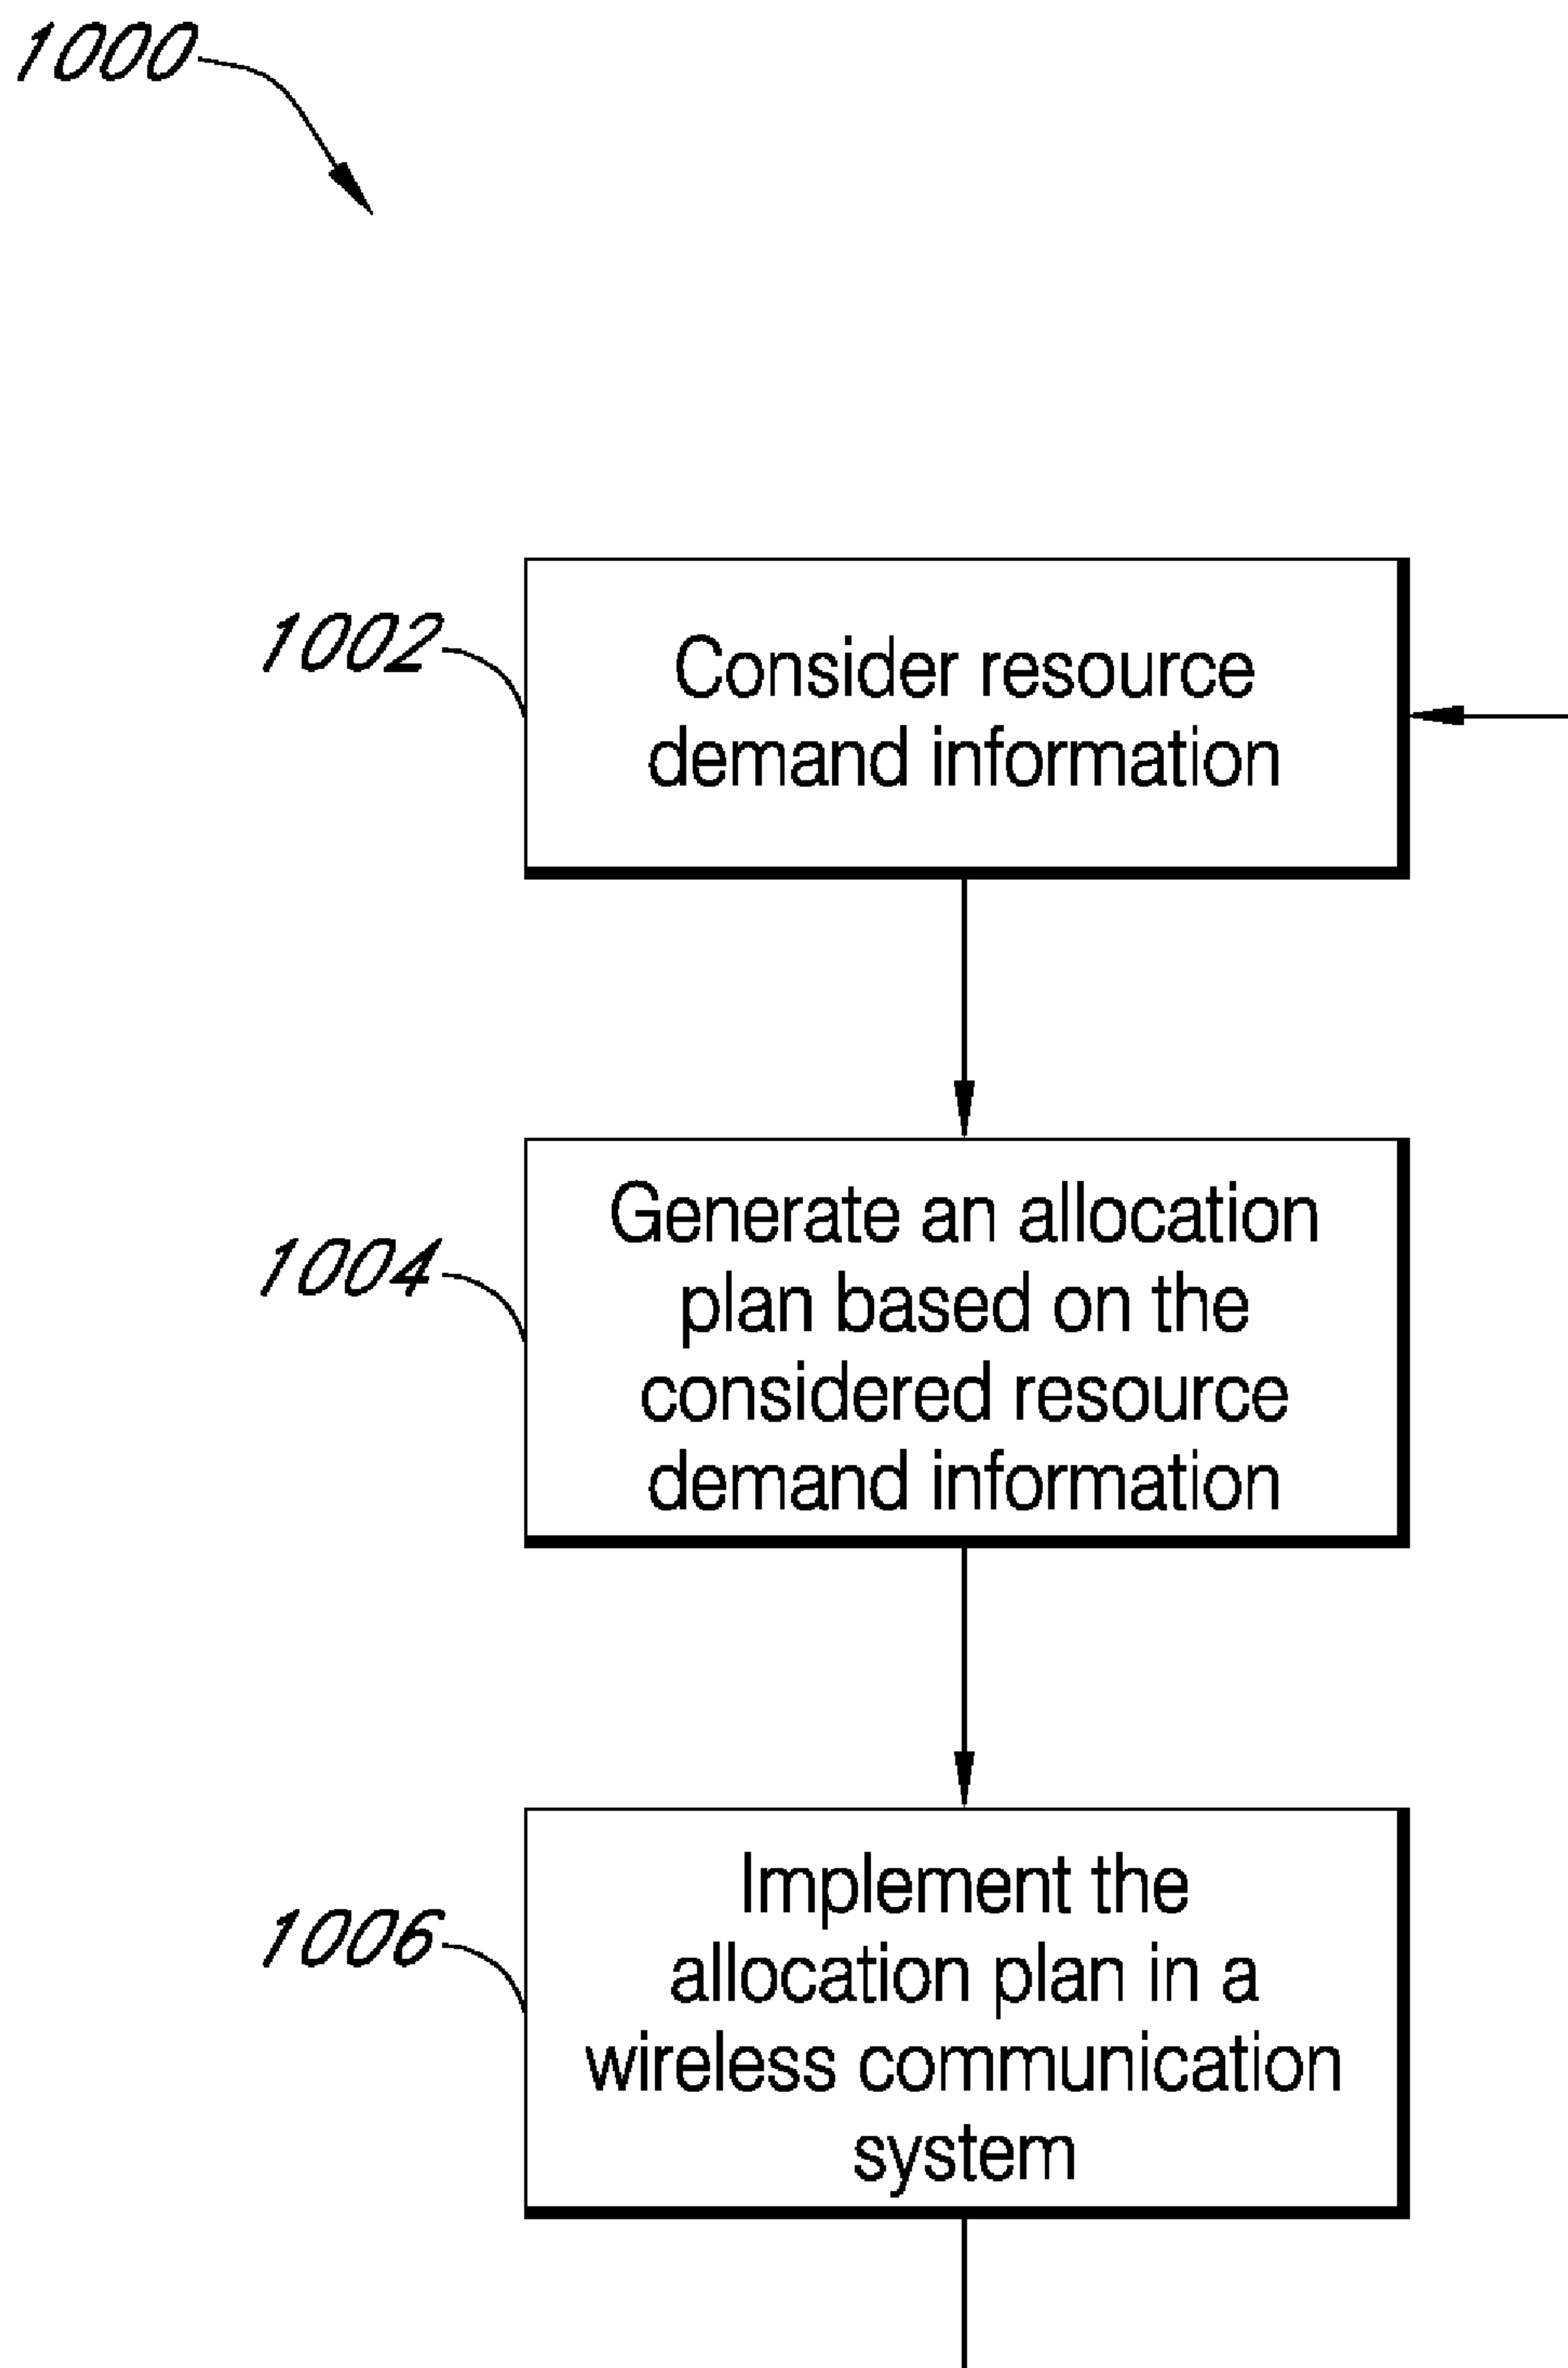 1000
1002
Consider resource
demand information
1004
Generate an allocation
plan based on the
considered resource
demand information
1006
Implement the
allocation plan in a
wireless communication
system